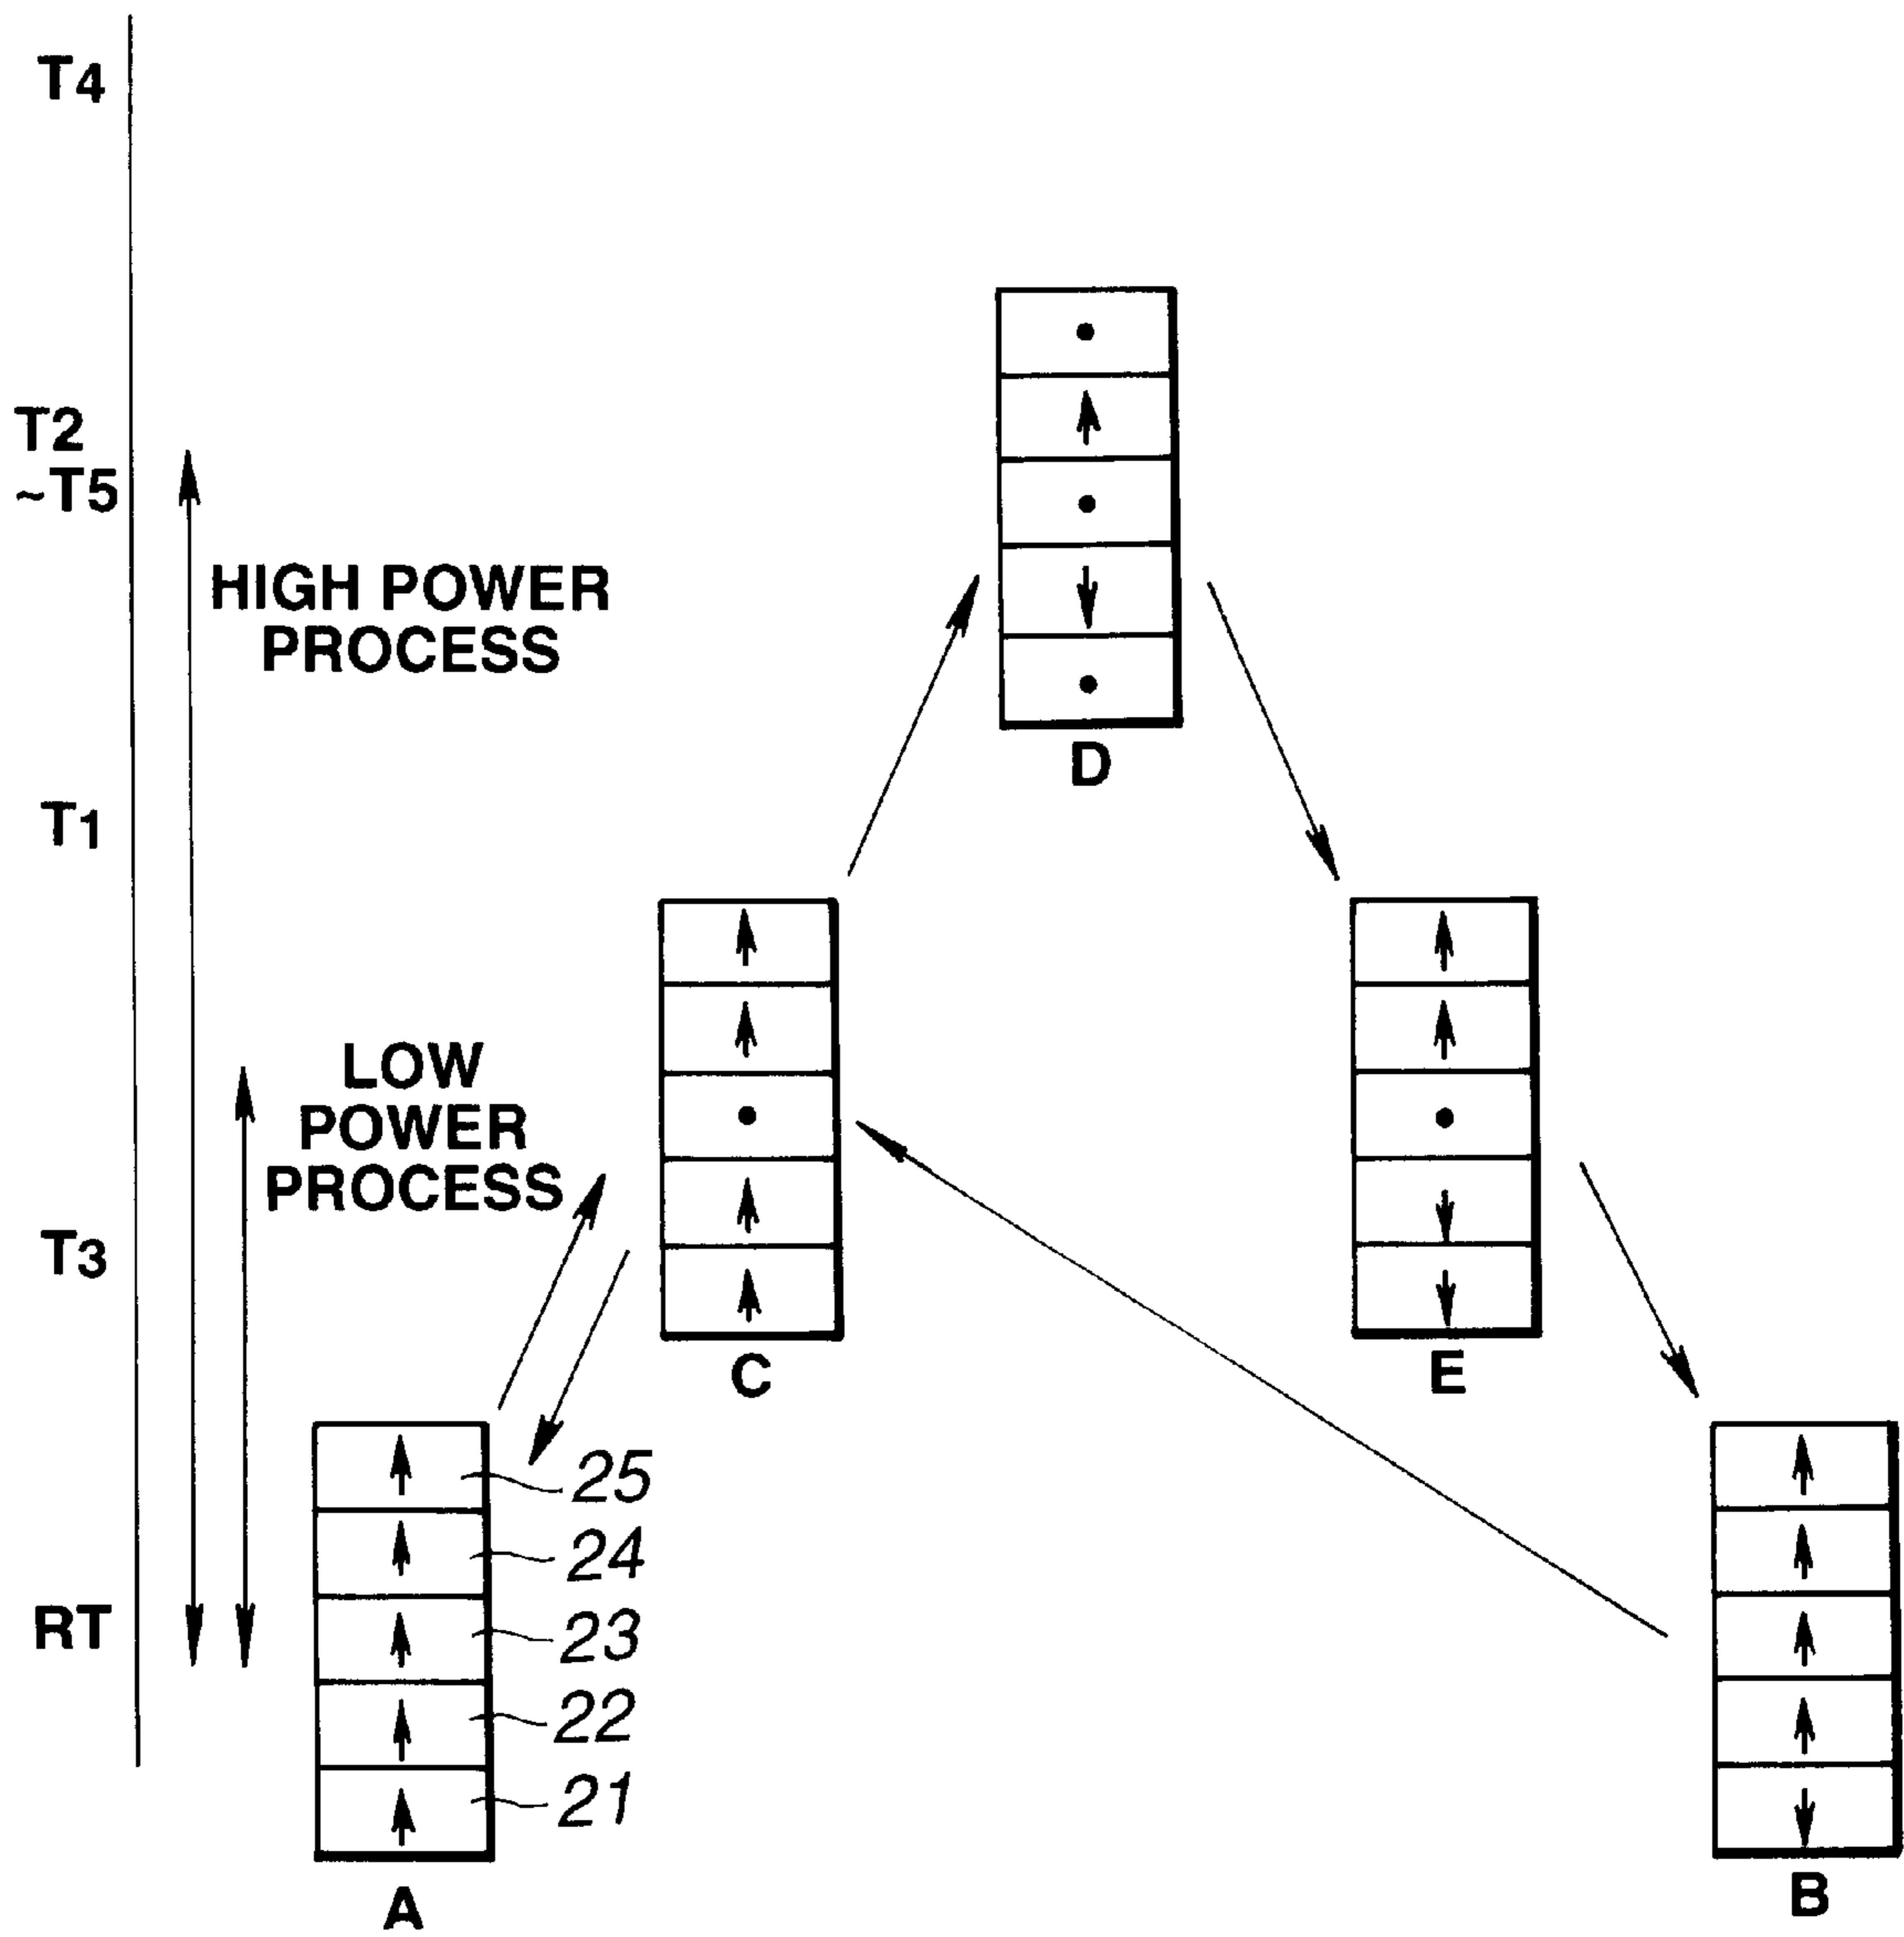 T4
T2
~T5
HIGH POWER
PROCESS
D
T1
LOW
POWER
PROCESS
T3
C
E
25
24
23
RT
22
21
A
B